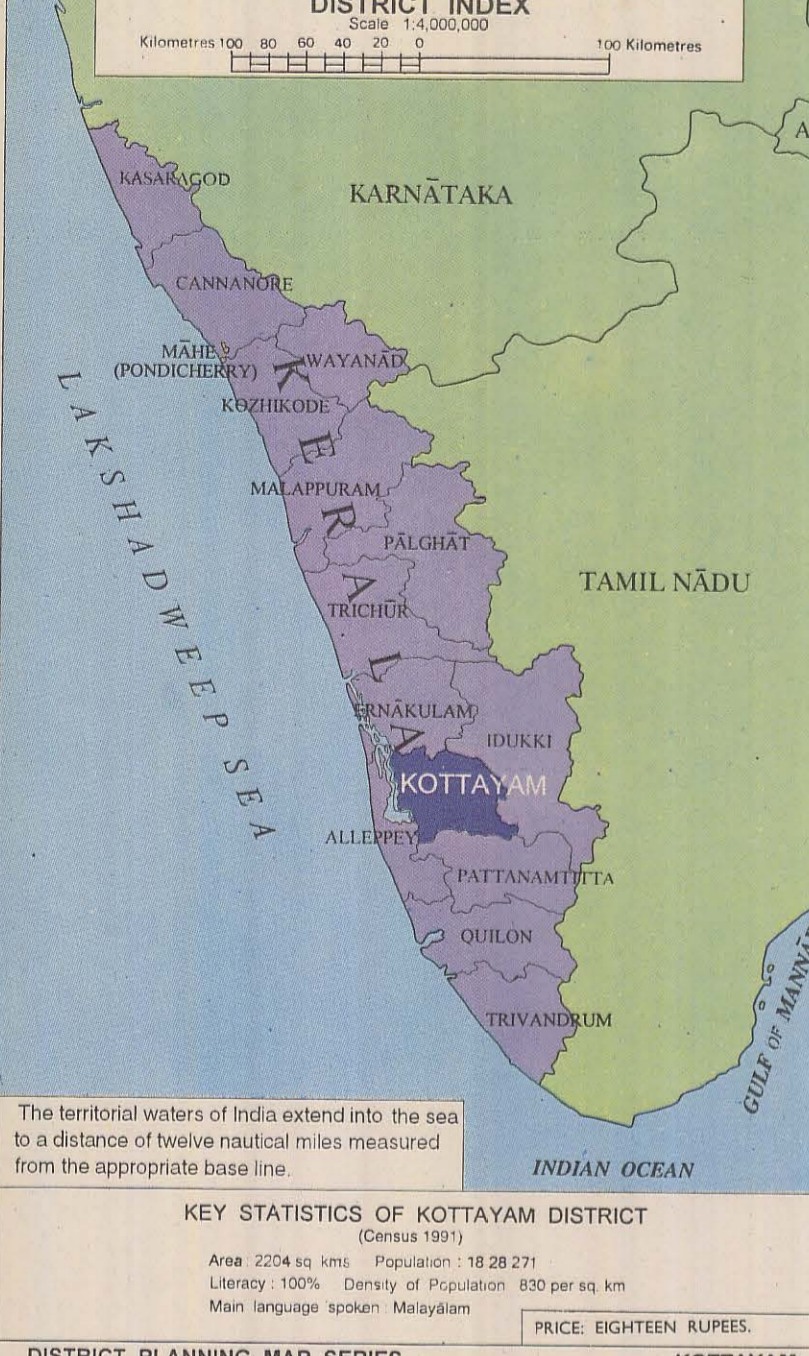 DISTRICT INDEX
Scale 1:4,000,000
Kilometres 100 80 60 40 20 0 100 Kilometres
A
KASARAGOD
KARNĀTAKA
CANNANORE
MĀHE
(PONDICHERRY)
WAYANĀD
KOZHIKODE
KERALA
LAKSHADWEEP SEA
MALAPPURAM
PĀLGHĀT
TAMIL NĀDU
TRICHŪR
ERNĀKULAM
IDUKKI
KOTTAYAM
ALLEPPEY
PATTANAMTITTA
QUILON
TRIVANDRUM
GULF OF MANNĀ
The territorial waters of India extend into the sea
to a distance of twelve nautical miles measured
from the appropriate base line.
INDIAN OCEAN
KEY STATISTICS OF KOTTAYAM DISTRICT
(Census 1991)
Area : 2204 sq kms Population : 18 28 271
Literacy : 100% Density of Population 830 per sq. km
Main language spoken : Malayālam
PRICE: EIGHTEEN RUPEES.
DISTRICT PLANNING MAP SERIES
KOTTAYAM